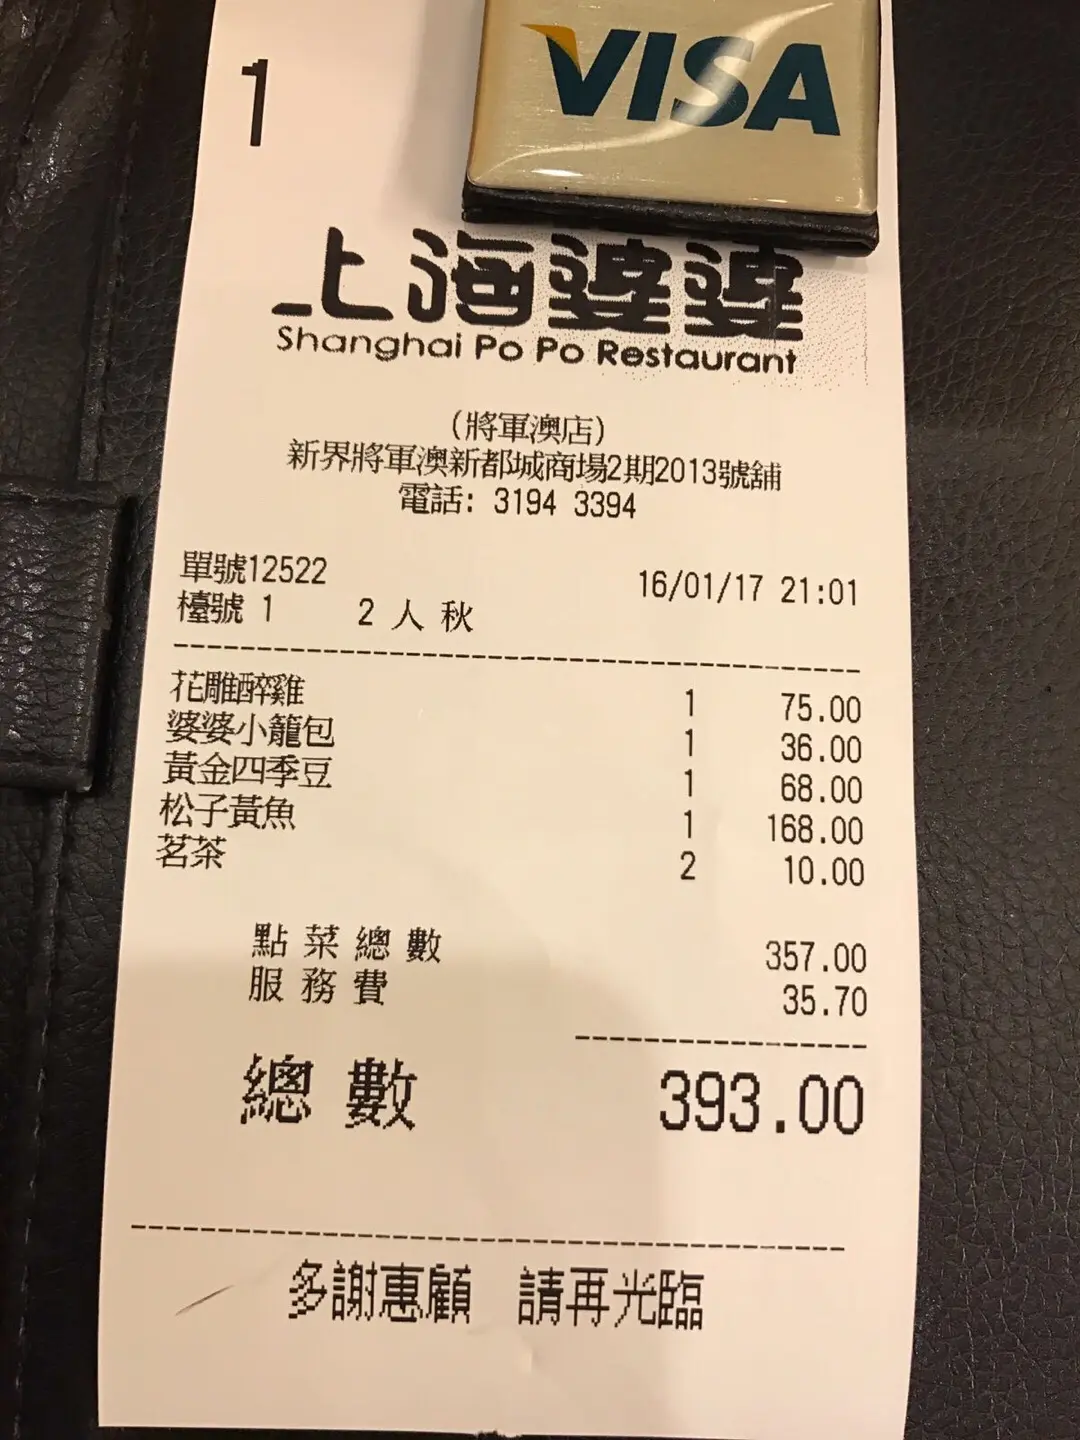 VISA
1
上海婆婆
Shanghai Po Po Restaurant
(將軍澳店)
新界將軍澳新都城商場2期2013號舖
電話: 3194 3394
單號12522 16/01/17 21:01
檯號 1 2 人 秋
花雕醉雞 1 75.00
婆婆小籠包 1 36.00
黃金四季豆 1 68.00
松子黃魚 1 168.00
茗茶 2 10.00
點菜總數 357.00
服務費 35.70
總數 393.00
多謝惠顧 請再光臨